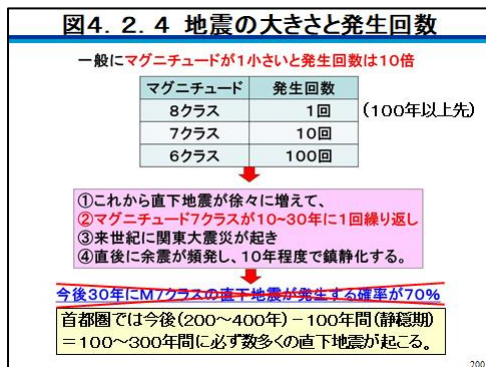 図4．2．4 地震の大きさと発生回数
一般にマグニチュードが1小さいと発生回数は10倍
マグニチュード 発生回数
8クラス 1回 (100年以上先)
7クラス 10回
6クラス 100回
①これから直下地震が徐々に増えて、
②マグニチュード7クラスが10~30年に1回繰り返し
③来世紀に関東大震災が起き
④直後に余震が頻発し、10年程度で鎮静化する。
今後30年にM7クラスの直下地震が発生する確率が70%
首都圏では今後(200～400年)－100年間(静穏期)
＝100～300年間に必ず数多くの直下地震が起こる。
200